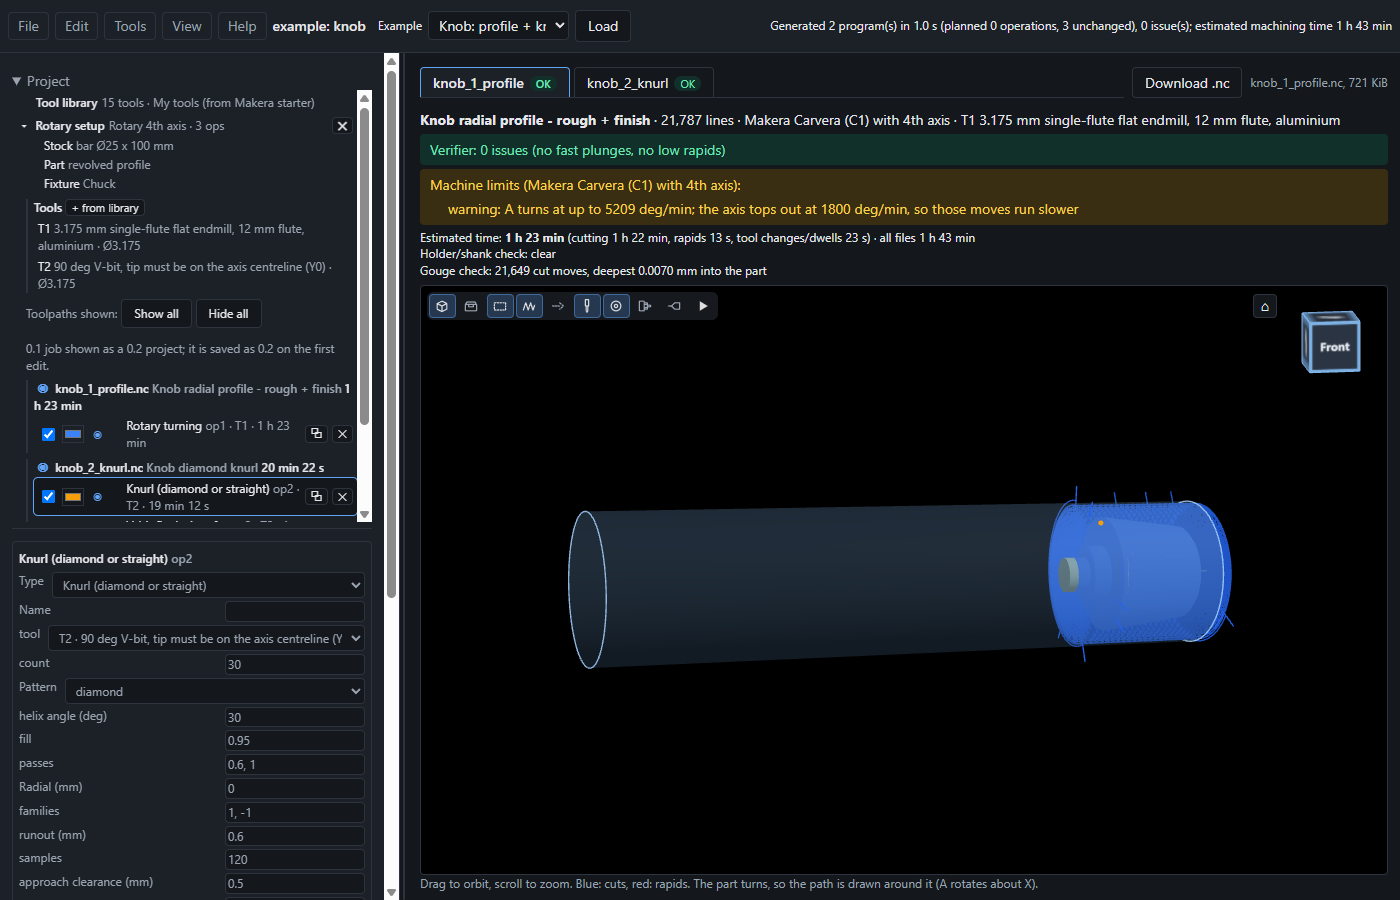 File Edit Tools View Help example: knob Example Knob: profile + kr Load Generated 2 program(s) in 1.0 s (planned 0 operations, 3 unchanged), 0 issue(s); estimated machining time 1 h 43 min
Project
Tool library 15 tools · My tools (from Makera starter)
Rotary setup Rotary 4th axis · 3 ops
Stock bar Ø25 x 100 mm
Part revolved profile
Fixture Chuck
Tools + from library
T1 3.175 mm single-flute flat endmill, 12 mm flute,
aluminium · Ø3.175
T2 90 deg V-bit, tip must be on the axis centreline (Y0) ·
Ø3.175
Toolpaths shown: Show all Hide all
0.1 job shown as a 0.2 project; it is saved as 0.2 on the first
edit.
knob_1_profile.nc Knob radial profile - rough + finish 1
h 23 min
Rotary turning op1 · T1 · 1 h 23
min
knob_2_knurl.nc Knob diamond knurl 20 min 22 s
Knurl (diamond or straight) op2 ·
T2 · 19 min 12 s
Knurl (diamond or straight) op2
Type Knurl (diamond or straight)
Name
tool T2 · 90 deg V-bit, tip must be on the axis centreline (Y
count 30
Pattern diamond
helix angle (deg) 30
fill 0.95
passes 0.6, 1
Radial (mm) 0
families 1, -1
runout (mm) 0.6
samples 120
approach clearance (mm) 0.5
knob_1_profile OK knob_2_knurl OK Download .nc knob_1_profile.nc, 721 KiB
Knob radial profile - rough + finish · 21,787 lines · Makera Carvera (C1) with 4th axis · T1 3.175 mm single-flute flat endmill, 12 mm flute, aluminium
Verifier: 0 issues (no fast plunges, no low rapids)
Machine limits (Makera Carvera (C1) with 4th axis):
warning: A turns at up to 5209 deg/min; the axis tops out at 1800 deg/min, so those moves run slower
Estimated time: 1 h 23 min (cutting 1 h 22 min, rapids 13 s, tool changes/dwells 23 s) · all files 1 h 43 min
Holder/shank check: clear
Gouge check: 21,649 cut moves, deepest 0.0070 mm into the part
Front
Drag to orbit, scroll to zoom. Blue: cuts, red: rapids. The part turns, so the path is drawn around it (A rotates about X).